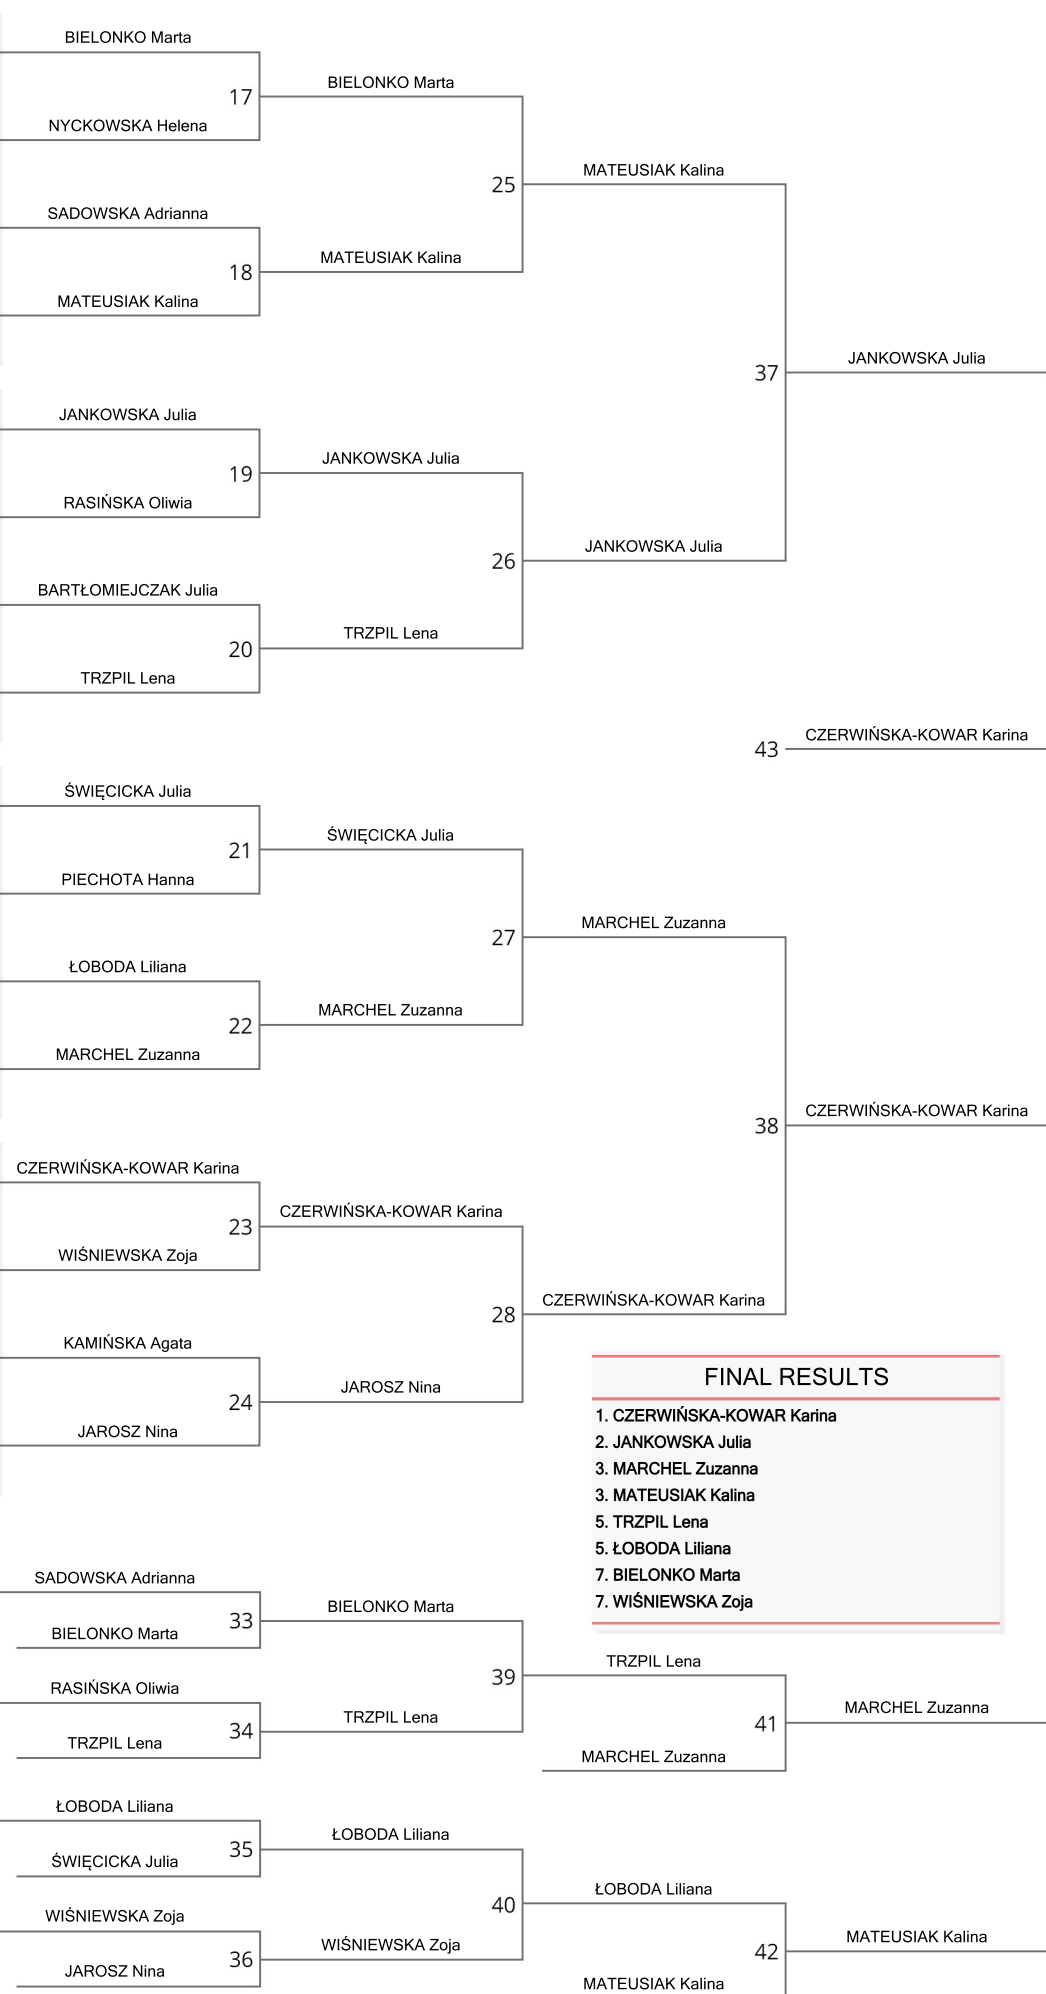 BIELONKO Marta
17
BIELONKO Marta
NYCKOWSKA Helena
25
MATEUSIAK Kalina
SADOWSKA Adrianna
18
MATEUSIAK Kalina
MATEUSIAK Kalina
37
JANKOWSKA Julia
JANKOWSKA Julia
19
JANKOWSKA Julia
RASIŃSKA Oliwia
26
JANKOWSKA Julia
BARTŁOMIEJCZAK Julia
20
TRZPIL Lena
TRZPIL Lena
43
CZERWIŃSKA-KOWAR Karina
ŚWIĘCICKA Julia
21
ŚWIĘCICKA Julia
PIECHOTA Hanna
27
MARCHEL Zuzanna
ŁOBODA Liliana
22
MARCHEL Zuzanna
MARCHEL Zuzanna
38
CZERWIŃSKA-KOWAR Karina
CZERWIŃSKA-KOWAR Karina
23
CZERWIŃSKA-KOWAR Karina
WIŚNIEWSKA Zoja
28
CZERWIŃSKA-KOWAR Karina
KAMIŃSKA Agata
24
JAROSZ Nina
JAROSZ Nina
FINAL RESULTS
1. CZERWIŃSKA-KOWAR Karina
2. JANKOWSKA Julia
3. MARCHEL Zuzanna
3. MATEUSIAK Kalina
5. TRZPIL Lena
5. ŁOBODA Liliana
7. BIELONKO Marta
7. WIŚNIEWSKA Zoja
SADOWSKA Adrianna
33
BIELONKO Marta
BIELONKO Marta
39
TRZPIL Lena
RASIŃSKA Oliwia
34
TRZPIL Lena
TRZPIL Lena
41
MARCHEL Zuzanna
MARCHEL Zuzanna
ŁOBODA Liliana
35
ŁOBODA Liliana
ŚWIĘCICKA Julia
40
ŁOBODA Liliana
WIŚNIEWSKA Zoja
36
WIŚNIEWSKA Zoja
JAROSZ Nina
42
MATEUSIAK Kalina
MATEUSIAK Kalina